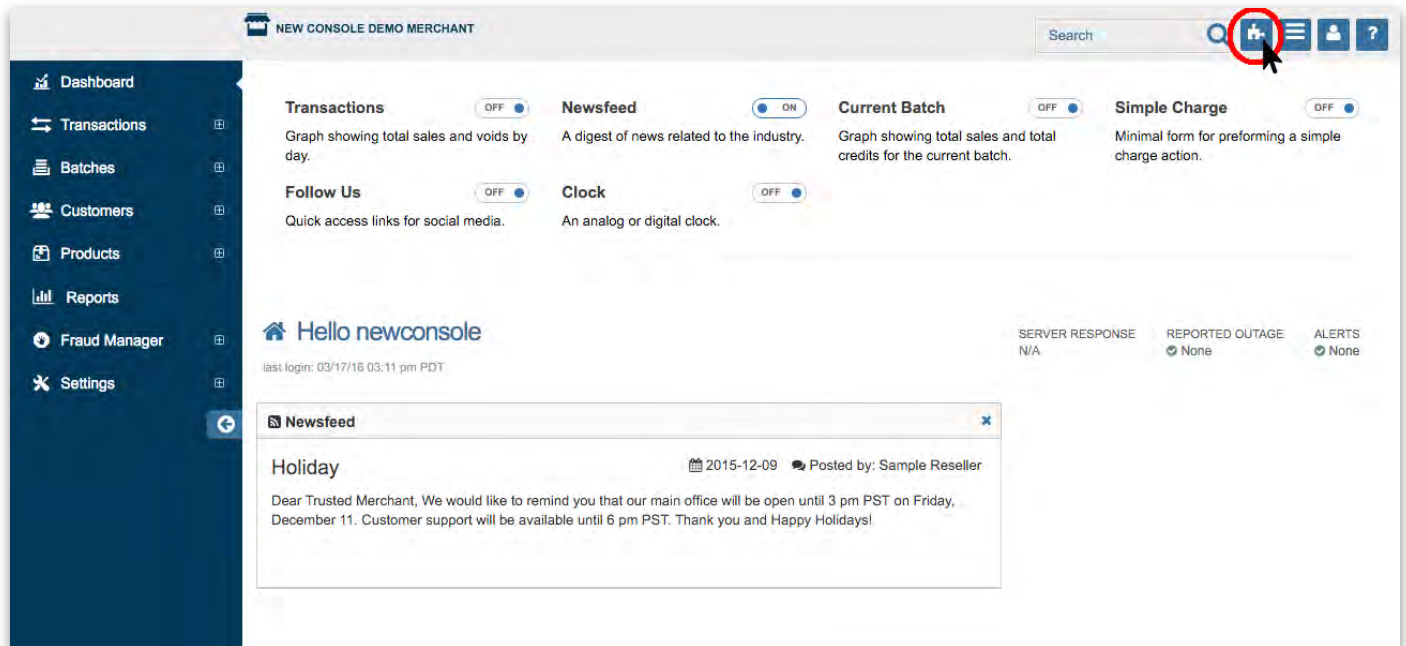 NEW CONSOLE DEMO MERCHANT
Search
?
Dashboard
Transactions
Batches
Customers
Products
Reports
Fraud Manager
Settings
Transactions OFF
Graph showing total sales and voids by
day.
Newsfeed ON
A digest of news related to the industry.
Current Batch OFF
Graph showing total sales and total
credits for the current batch.
Simple Charge OFF
Minimal form for preforming a simple
charge action.
Follow Us OFF
Quick access links for social media.
Clock OFF
An analog or digital clock.
Hello newconsole
last login: 03/17/16 03:11 pm PDT
SERVER RESPONSE
N/A
REPORTED OUTAGE
None
ALERTS
None
Newsfeed
Holiday
2015-12-09 Posted by: Sample Reseller
Dear Trusted Merchant, We would like to remind you that our main office will be open until 3 pm PST on Friday,
December 11. Customer support will be available until 6 pm PST. Thank you and Happy Holidays!